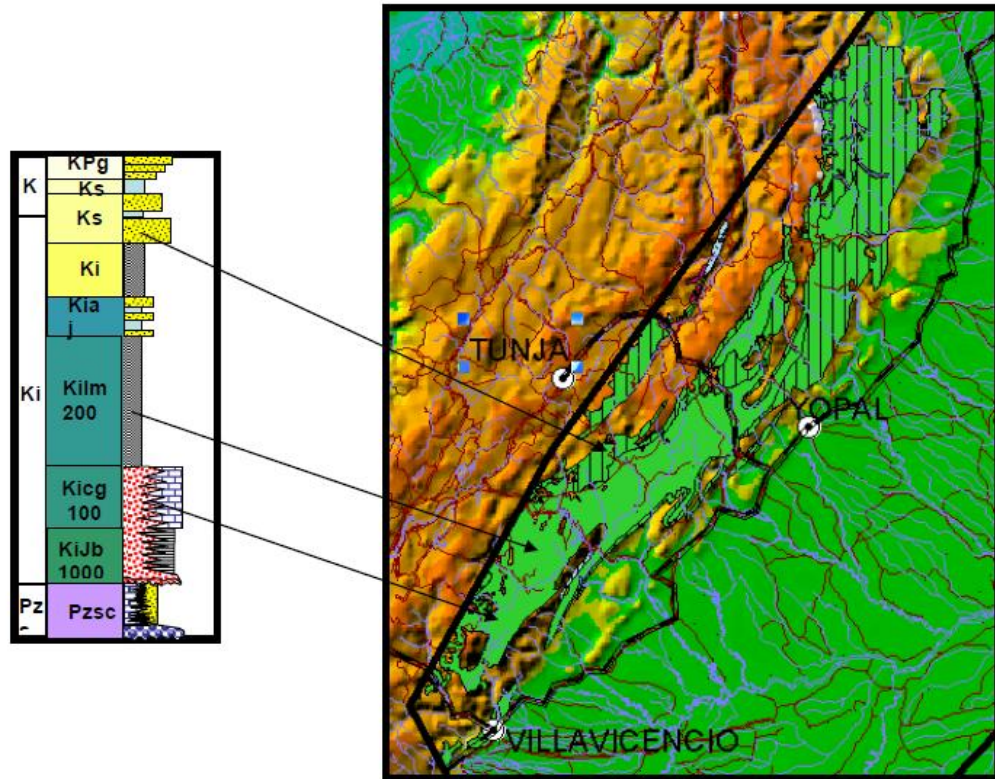 K
KPg
Ks
Ks
Ki
Ki
Kia
j
Kilm
200
Kicg
100
KiJb
1000
Pz
Pzsc
TUNJA
YOPAL
VILLAVICENCIO